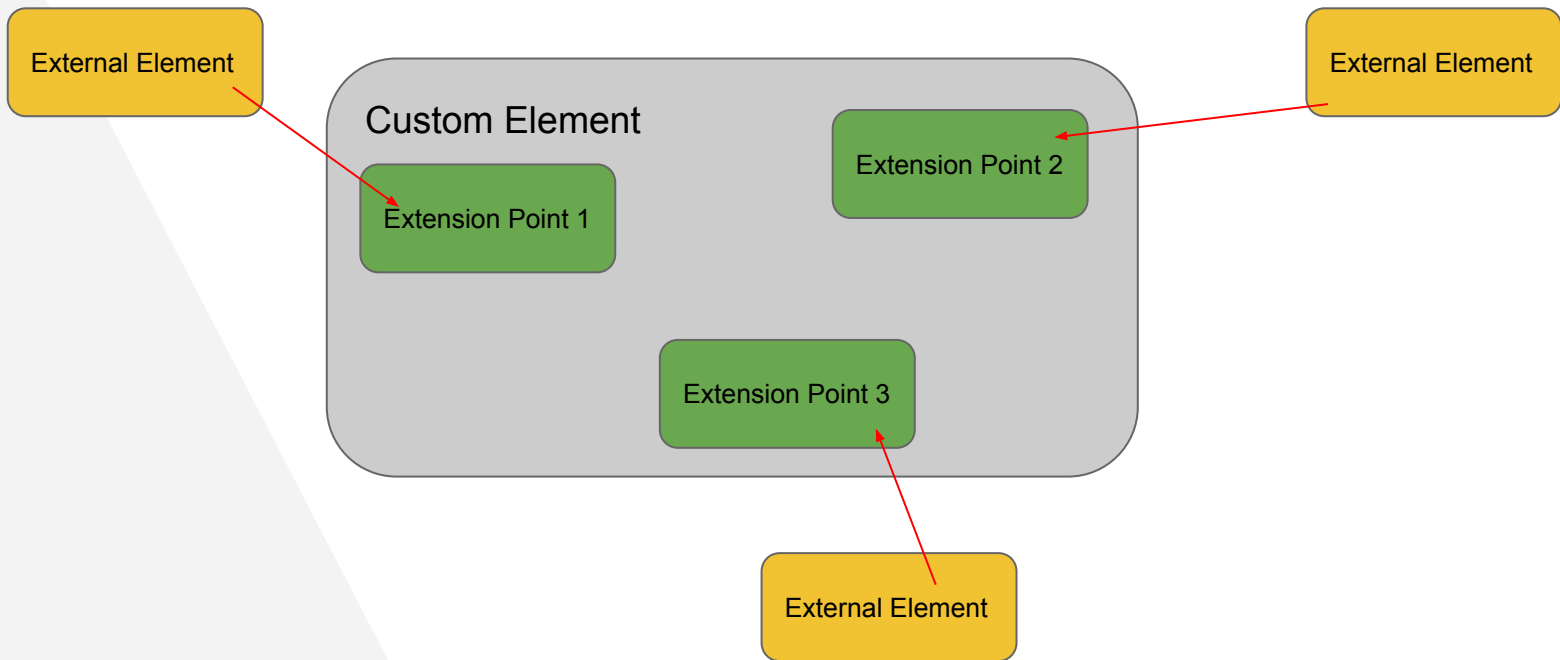 External Element
External Element
Custom Element
Extension Point 2
Extension Point 1
Extension Point 3
External Element